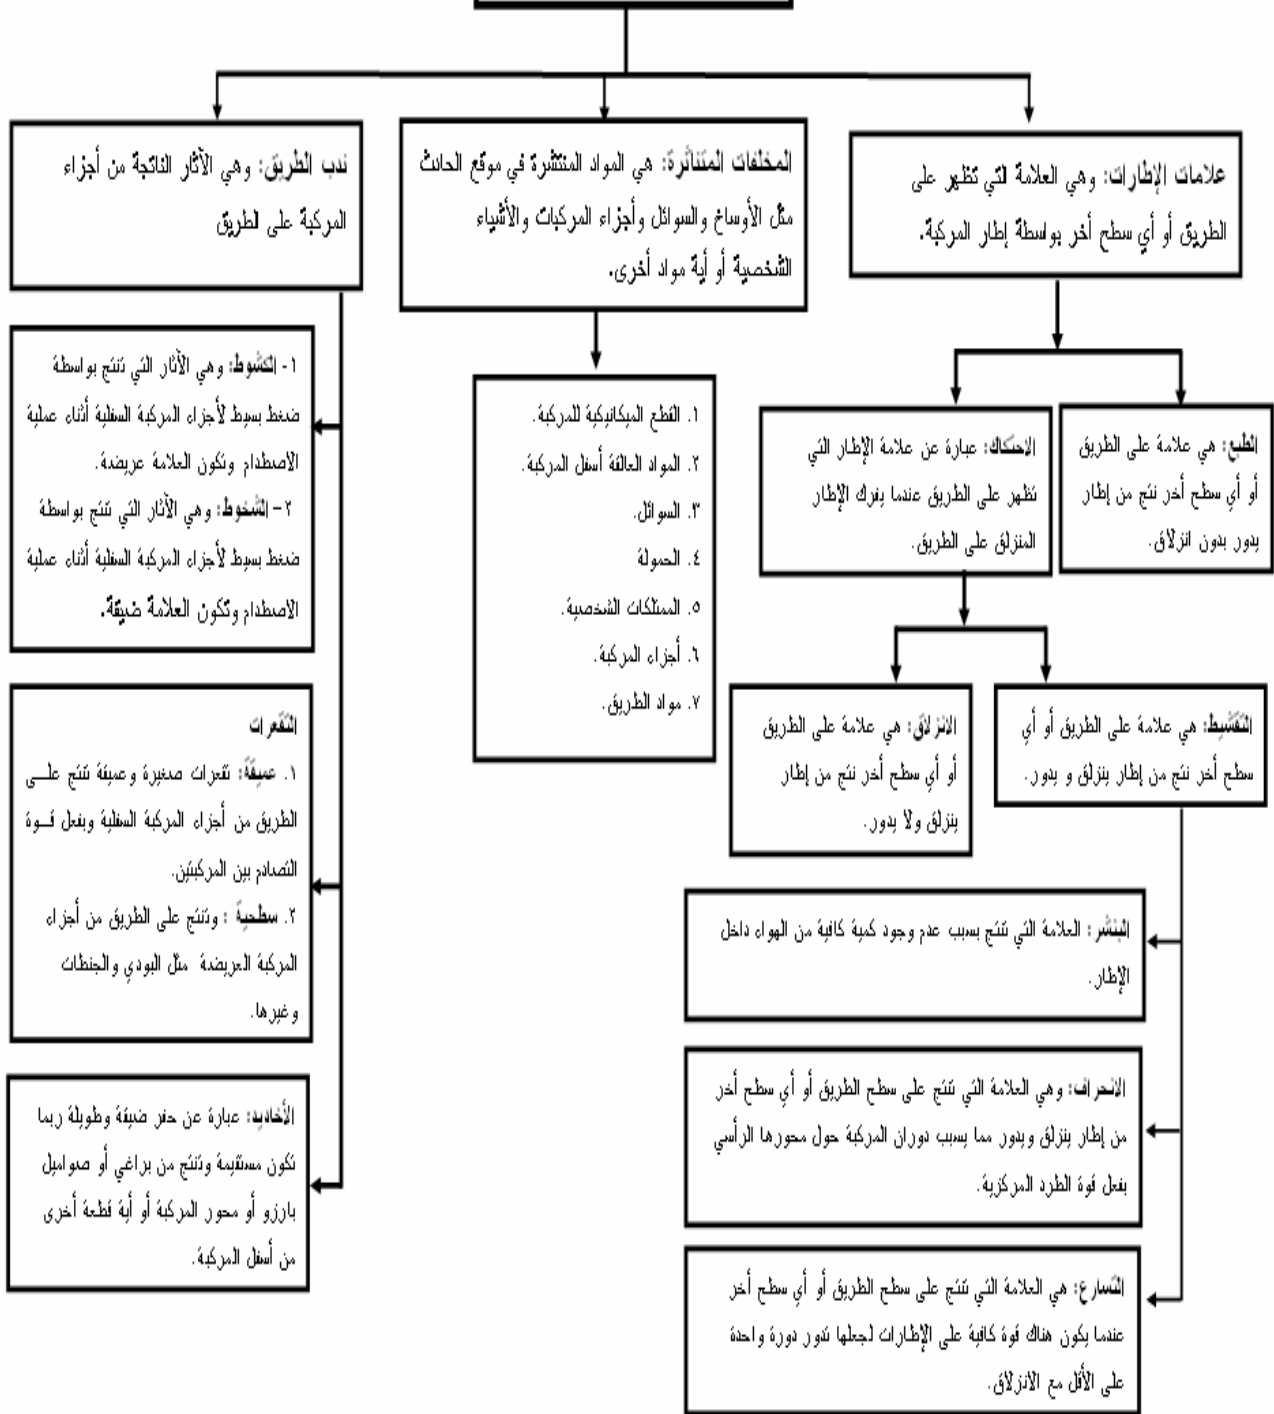 علامات الإطارات: وهي العلامة التي تظهر على
الطريق أو أي سطح أخر بواسطة إطار المركبة.
المخلفات المتناثرة: هي المواد المنتشرة في موقع الحادث
مثل الأوساخ والسوائل وأجزاء المركبات والأشياء
الشخصية أو أية مواد أخرى.
ندب الطريق: وهي الأثار الناتجة من أجزاء
المركبة على الطريق
الطبع: هي علامة على الطريق
أو أي سطح أخر نتج من إطار
يدور بدون انزلاق.
الاحتكاك: عبارة عن علامة الإطار التي
تظهر على الطريق عندما يفرك الإطار
المنزلق على الطريق.
التقشيط: هي علامة على الطريق أو أي
سطح أخر نتج من إطار ينزلق و يدور.
الانزلاق: هي علامة على الطريق
أو أي سطح أخر نتج من إطار
ينزلق ولا يدور.
البنشر: العلامة التي تنتج بسبب عدم وجود كمية كافية من الهواء داخل
الإطار.
الانحراف: وهي العلامة التي تنتج على سطح الطريق أو أي سطح أخر
من إطار ينزلق ويدور مما يسبب دوران المركبة حول محورها الرأسي
بفعل قوة الطرد المركزية.
التسارع: هي العلامة التي تنتج على سطح الطريق أو أي سطح أخر
عندما يكون هناك قوة كافية على الإطارات لجعلها تدور دورة واحدة
على الأقل مع الانزلاق.
١. القطع الميكانيكية للمركبة.
٢. المواد العالقة أسفل المركبة.
٣. السوائل.
٤. الحمولة
٥. الممتلكات الشخصية.
٦. أجزاء المركبة.
٧. مواد الطريق.
١- الكشوط: وهي الأثار التي تنتج بواسطة
ضغط بسيط لأجزاء المركبة السفلية أثناء عملية
الاصطدام وتكون العلامة عريضة.
٢- الشخوط: وهي الأثار التي تنتج بواسطة
ضغط بسيط لأجزاء المركبة السفلية أثناء عملية
الاصطدام وتكون العلامة ضيقة.
التقعرات
١. عميقة: تقعرات صغيرة وعميقة تنتج علـــى
الطريق من أجزاء المركبة السفلية وبفعل قـــوة
التصادم بين المركبتين.
٢. سطحية : وتنتج على الطريق من أجزاء
المركبة العريضة مثل البودي والجنطات
وغيرها.
الأخاديد: عبارة عن حفر ضيقة وطويلة ربما
تكون مستقيمة وتنتج من براغي أو صواميل
بارزو أو محور المركبة أو أية قطعة أخرى
من أسفل المركبة.